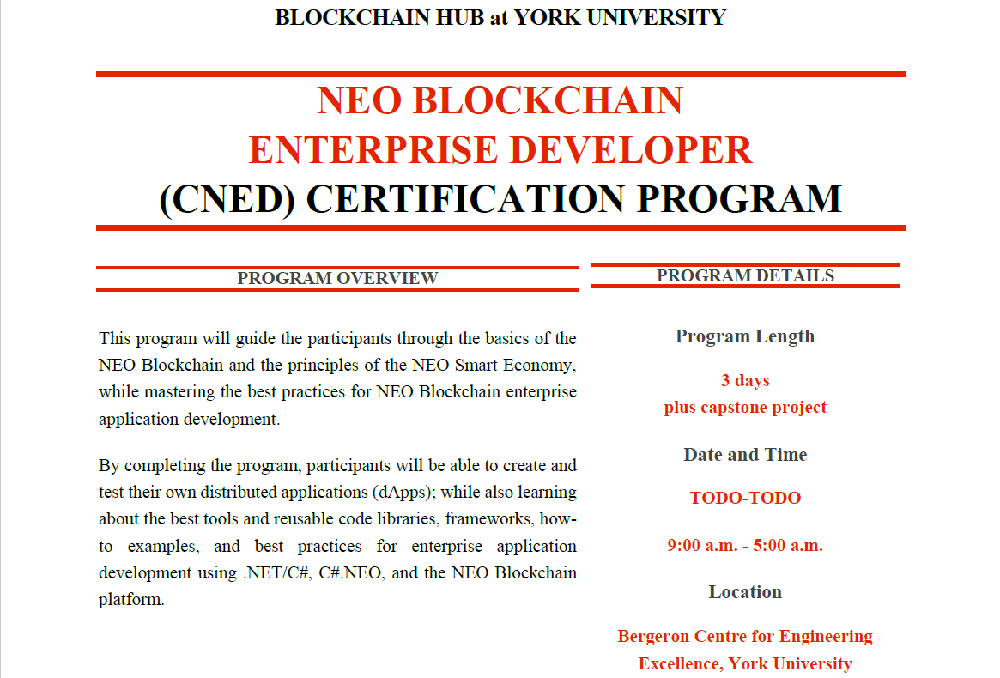 BLOCKCHAIN HUB at YORK UNIVERSITY
NEO BLOCKCHAIN
ENTERPRISE DEVELOPER
(CNED) CERTIFICATION PROGRAM
PROGRAM OVERVIEW
This program will guide the participants through the basics of the
NEO Blockchain and the principles of the NEO Smart Economy,
while mastering the best practices for NEO Blockchain enterprise
application development.
By completing the program, participants will be able to create and
test their own distributed applications (dApps); while also learning
about the best tools and reusable code libraries, frameworks, how-
to examples, and best practices for enterprise application
development using .NET/C#, C#.NEO, and the NEO Blockchain
platform.
PROGRAM DETAILS
Program Length
3 days
plus capstone project
Date and Time
TODO-TODO
9:00 a.m. - 5:00 a.m.
Location
Bergeron Centre for Engineering
Excellence, York University